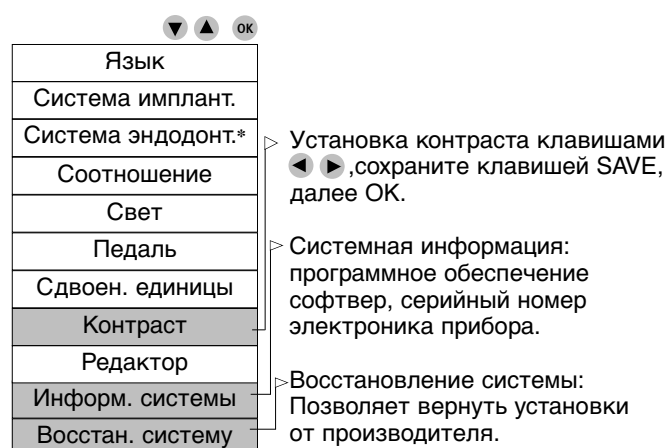 OK
Язык
Система имплант.
Система эндодонт.*
Соотношение
Свет
Педаль
Сдвоен. единицы
Контраст
Редактор
Информ. системы
Восстан. систему
Установка контраста клавишами
◀ ▶,сохраните клавишей SAVE,
далее OK.
Системная информация:
программное обеспечение
софтвер, серийный номер
электроника прибора.
Восстановление системы:
Позволяет вернуть установки
от производителя.